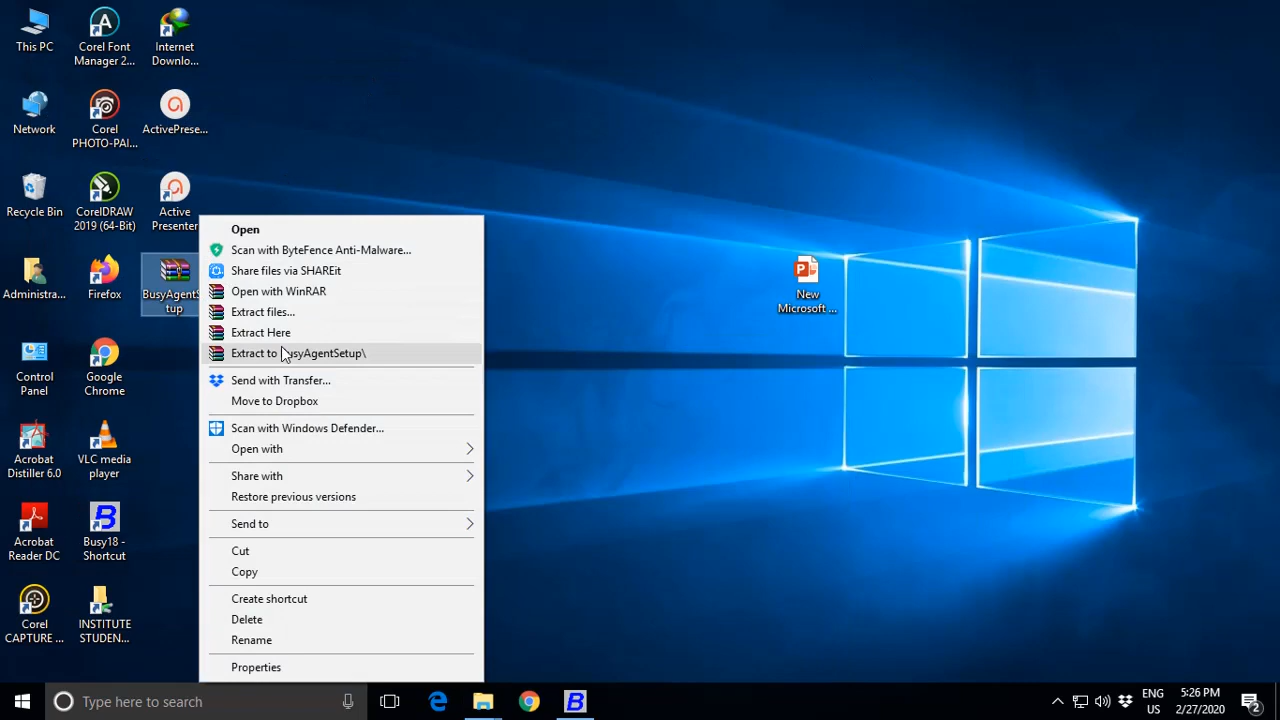 This PC
Corel Font
Manager 2...
Internet
Downlo...
Network
Corel
PHOTO-PAI...
ActivePrese...
Recycle Bin
CorelDRAW
2019 (64-Bit)
Active
Presenter
Administra...
Firefox
BusyAgentS
tup
Control
Panel
Google
Chrome
Acrobat
Distiller 6.0
VLC media
player
Acrobat
Reader DC
Busy18 -
Shortcut
Corel
CAPTURE ...
INSTITUTE
STUDEN...
Open
Scan with ByteFence Anti-Malware...
Share files via SHAREit
Open with WinRAR
Extract files...
Extract Here
Extract to BusyAgentSetup\
Send with Transfer...
Move to Dropbox
Scan with Windows Defender...
Open with
Share with
Restore previous versions
Send to
Cut
Copy
Create shortcut
Delete
Rename
Properties
New
Microsoft ...
Type here to search
ENG
US
5:26 PM
2/27/2020
2